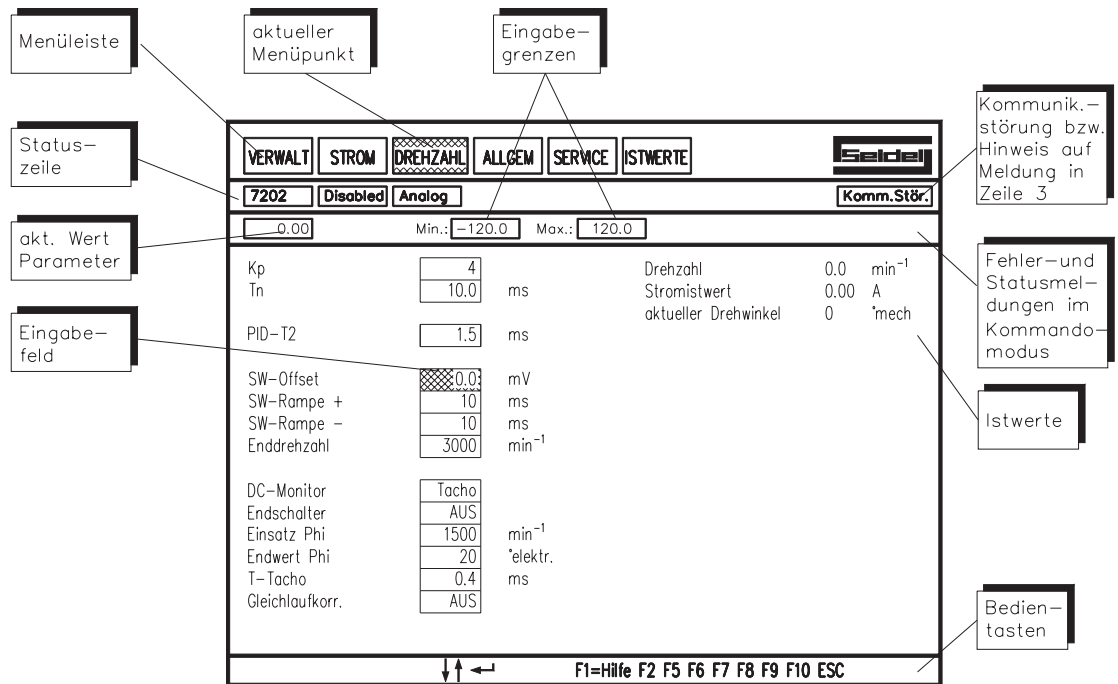 Menüleiste
aktueller
Menüpunkt
Eingabe–
grenzen
Kommunik.–
störung bzw.
Hinweis auf
Meldung in
Zeile 3
Status–
zeile
akt. Wert
Parameter
Eingabe–
feld
Fehler–und
Statusmel–
dungen im
Kommando–
modus
Istwerte
Bedien–
tasten
VERWALT STROM DREHZAHL ALLGEM SERVICE ISTWERTE Seidel
7202 Disabled Analog Komm.Stör.
0.00 Min.: –120.0 Max.: 120.0
Kp 4
Tn 10.0 ms
PID–T2 1.5 ms
SW–Offset 0.0 mV
SW–Rampe + 10 ms
SW–Rampe – 10 ms
Enddrehzahl 3000 min⁻¹
DC–Monitor Tacho
Endschalter AUS
Einsatz Phi 1500 min⁻¹
Endwert Phi 20 °elektr.
T–Tacho 0.4 ms
Gleichlaufkorr. AUS
Drehzahl 0.0 min⁻¹
Stromistwert 0.00 A
aktueller Drehwinkel 0 °mech
↓↑ ↵ F1=Hilfe F2 F5 F6 F7 F8 F9 F10 ESC